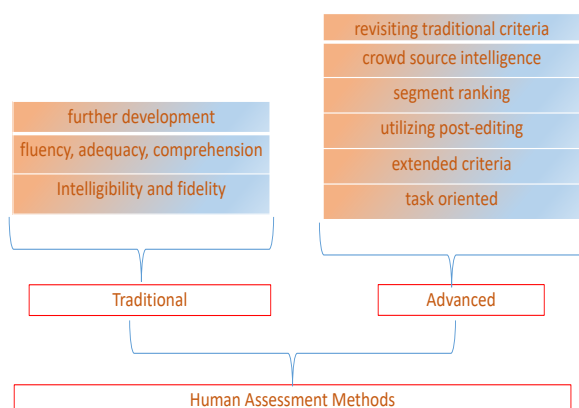 revisiting traditional criteria
crowd source intelligence
segment ranking
utilizing post-editing
extended criteria
task oriented
further development
fluency, adequacy, comprehension
Intelligibility and fidelity
Traditional
Advanced
Human Assessment Methods